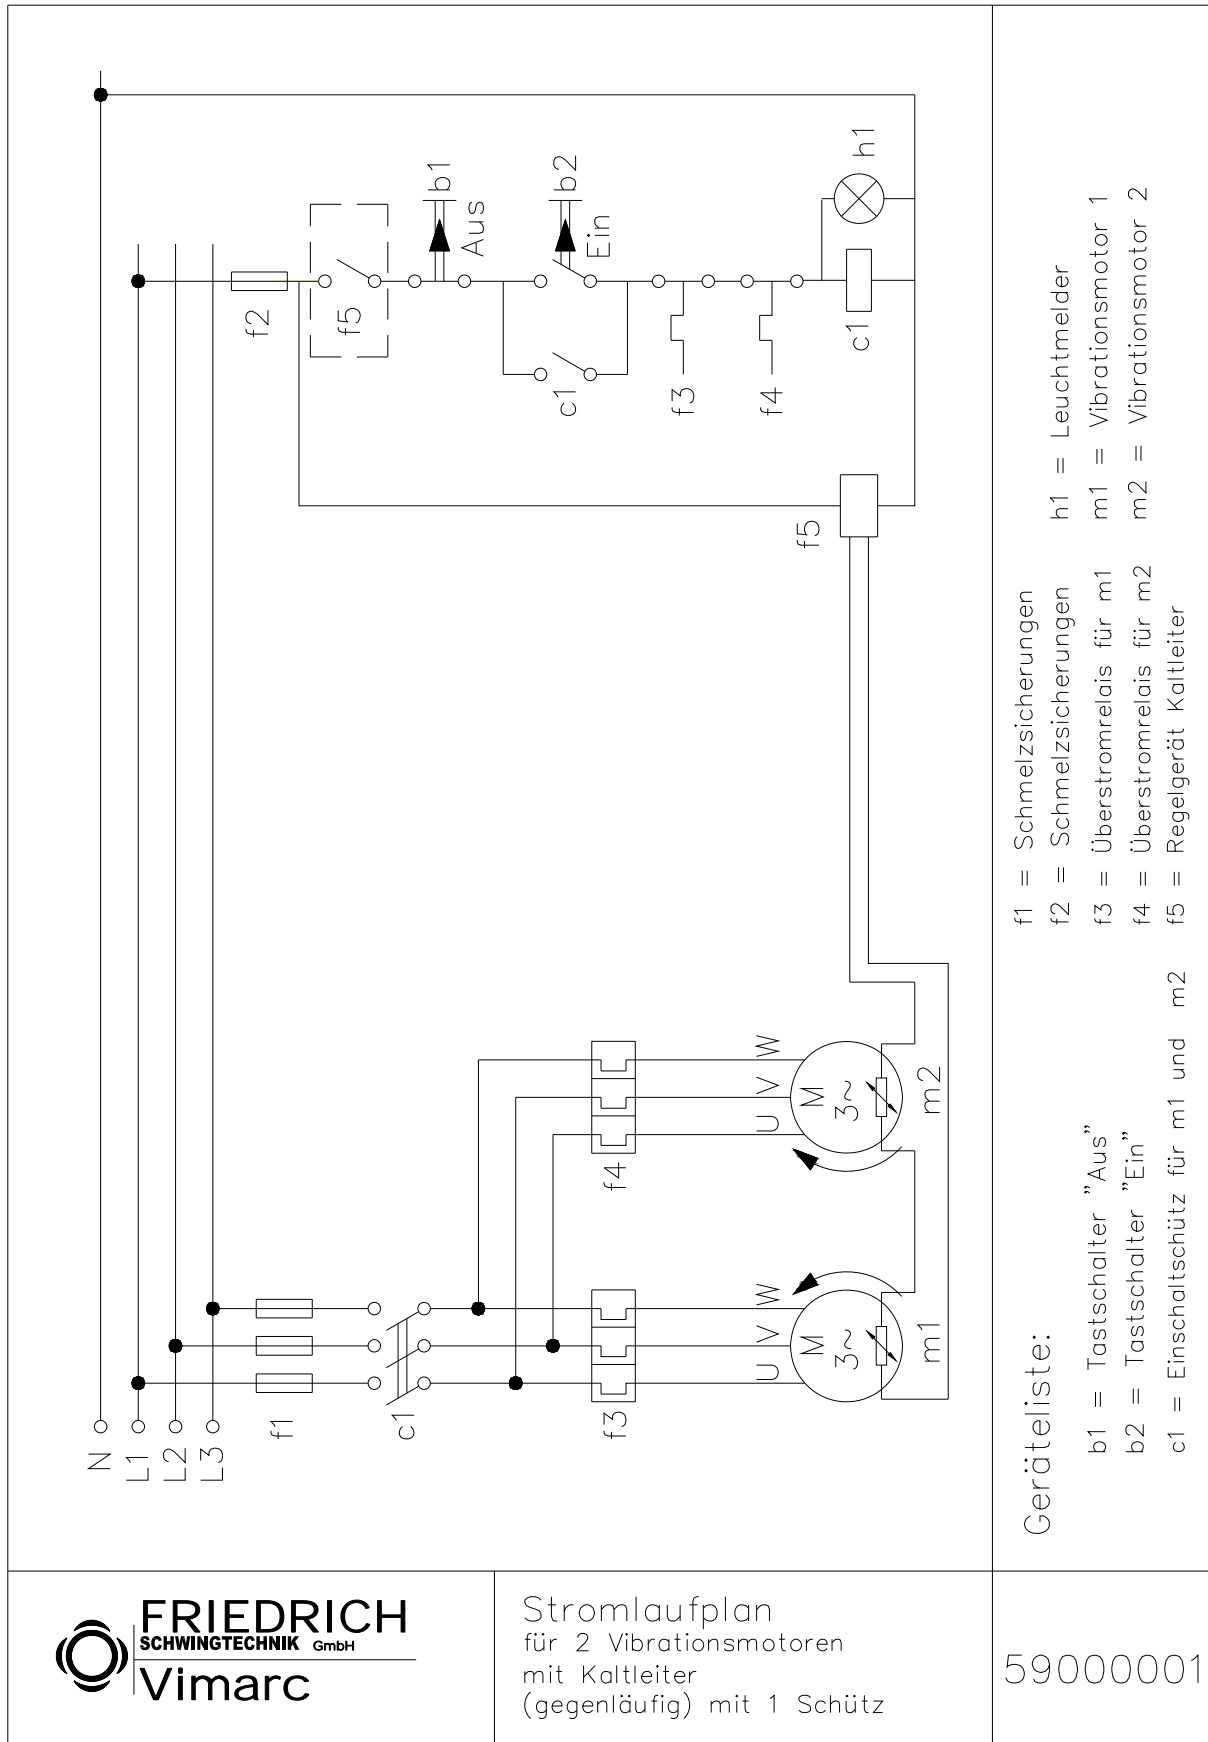 N
L1
L2
L3
f1
c1
f3
f4
U V W
U V W
M
3~
m1
M
3~
m2
f5
f2
f5
b1
Aus
b2
Ein
c1
f3
f4
c1
h1
Geräteliste:
b1 = Tastschalter "Aus"
b2 = Tastschalter "Ein"
c1 = Einschaltschütz für m1 und m2
f1 = Schmelzsicherungen
f2 = Schmelzsicherungen
f3 = Überstromrelais für m1
f4 = Überstromrelais für m2
f5 = Regelgerät Kaltleiter
h1 = Leuchtmelder
m1 = Vibrationsmotor 1
m2 = Vibrationsmotor 2
FRIEDRICH
SCHWINGTECHNIK GmbH
Vimarc
Stromlaufplan
für 2 Vibrationsmotoren
mit Kaltleiter
(gegenläufig) mit 1 Schütz
59000001